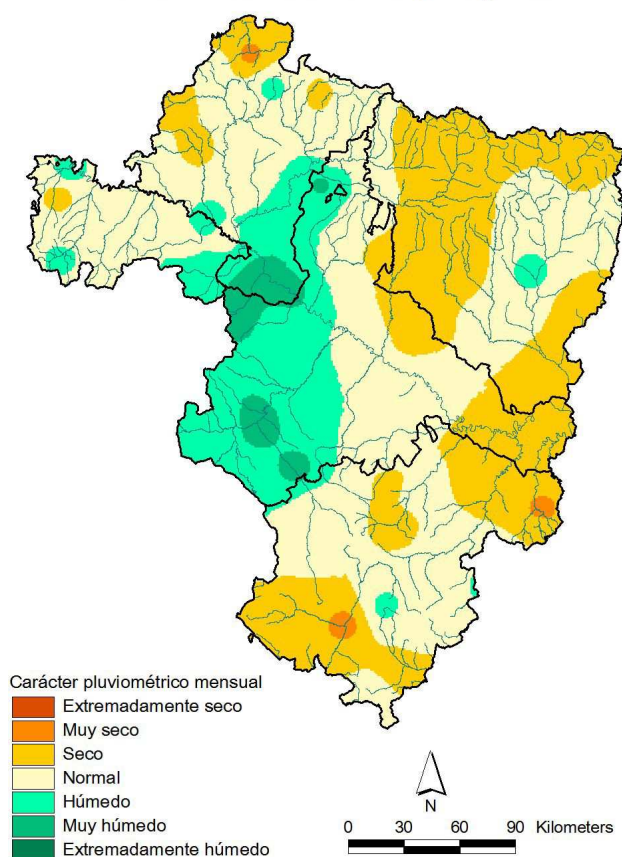 Carácter pluviométrico mensual
Extremadamente seco
Muy seco
Seco
Normal
Húmedo
Muy húmedo
Extremadamente húmedo
N
0 30 60 90 Kilometers